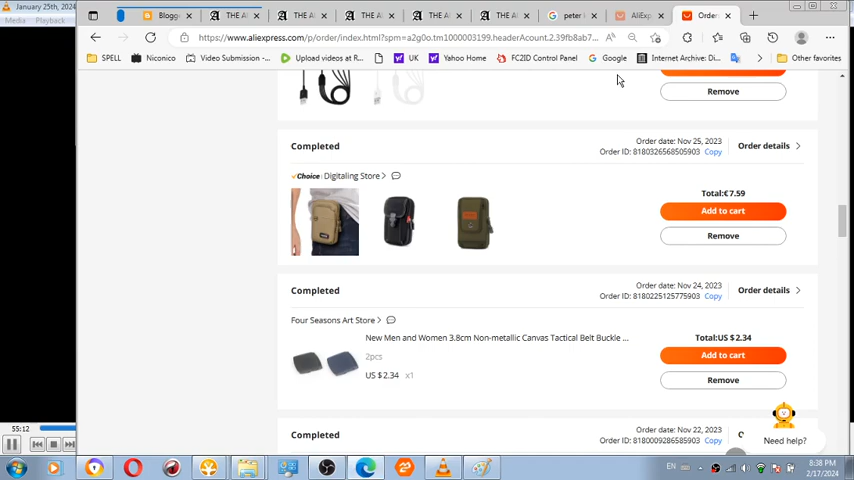 January 25th, 2024
Media Playback
Blogge
THE A
THE A
THE A
THE A
THE A
peter k
AliExp
Order
https://www.aliexpress.com/p/order/index.html?spm=a2g0o.tm1000003199.headerAcount.2.39fb8ab7...
SPELL
Niconico
Upload videos at R...
UK
Yahoo Home
FC2ID Control Panel
Google
Internet Archive: Di...
Other favorites
Remove
Completed
Order date: Nov 25, 2023
Order ID: 8180326568505903 Copy
Order details
Choice Digitaling Store >
Total:€7.59
Add to cart
Remove
Completed
Order date: Nov 24, 2023
Order ID: 8180225125775903 Copy
Order details
Four Seasons Art Store >
New Men and Women 3.8cm Non-metallic Canvas Tactical Belt Buckle ...
2pcs
US $2.34 x1
Total:US $2.34
Add to cart
Remove
Completed
Order date: Nov 22, 2023
Order ID: 8180009286585903 Copy
Need help?
55:12
EN
8:38 PM
2/17/2024